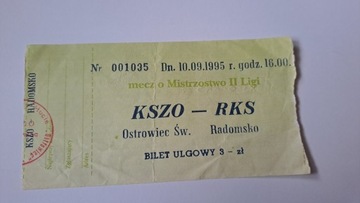 Nr 001035 Dn. 10.09.1995 r. godz. 16.00
mecz o Mistrzostwo II Ligi
KSZO — RKS
Ostrowiec Św. Radomsko
BILET ULGOWY 3 – zł
KSZO RADOMSKO